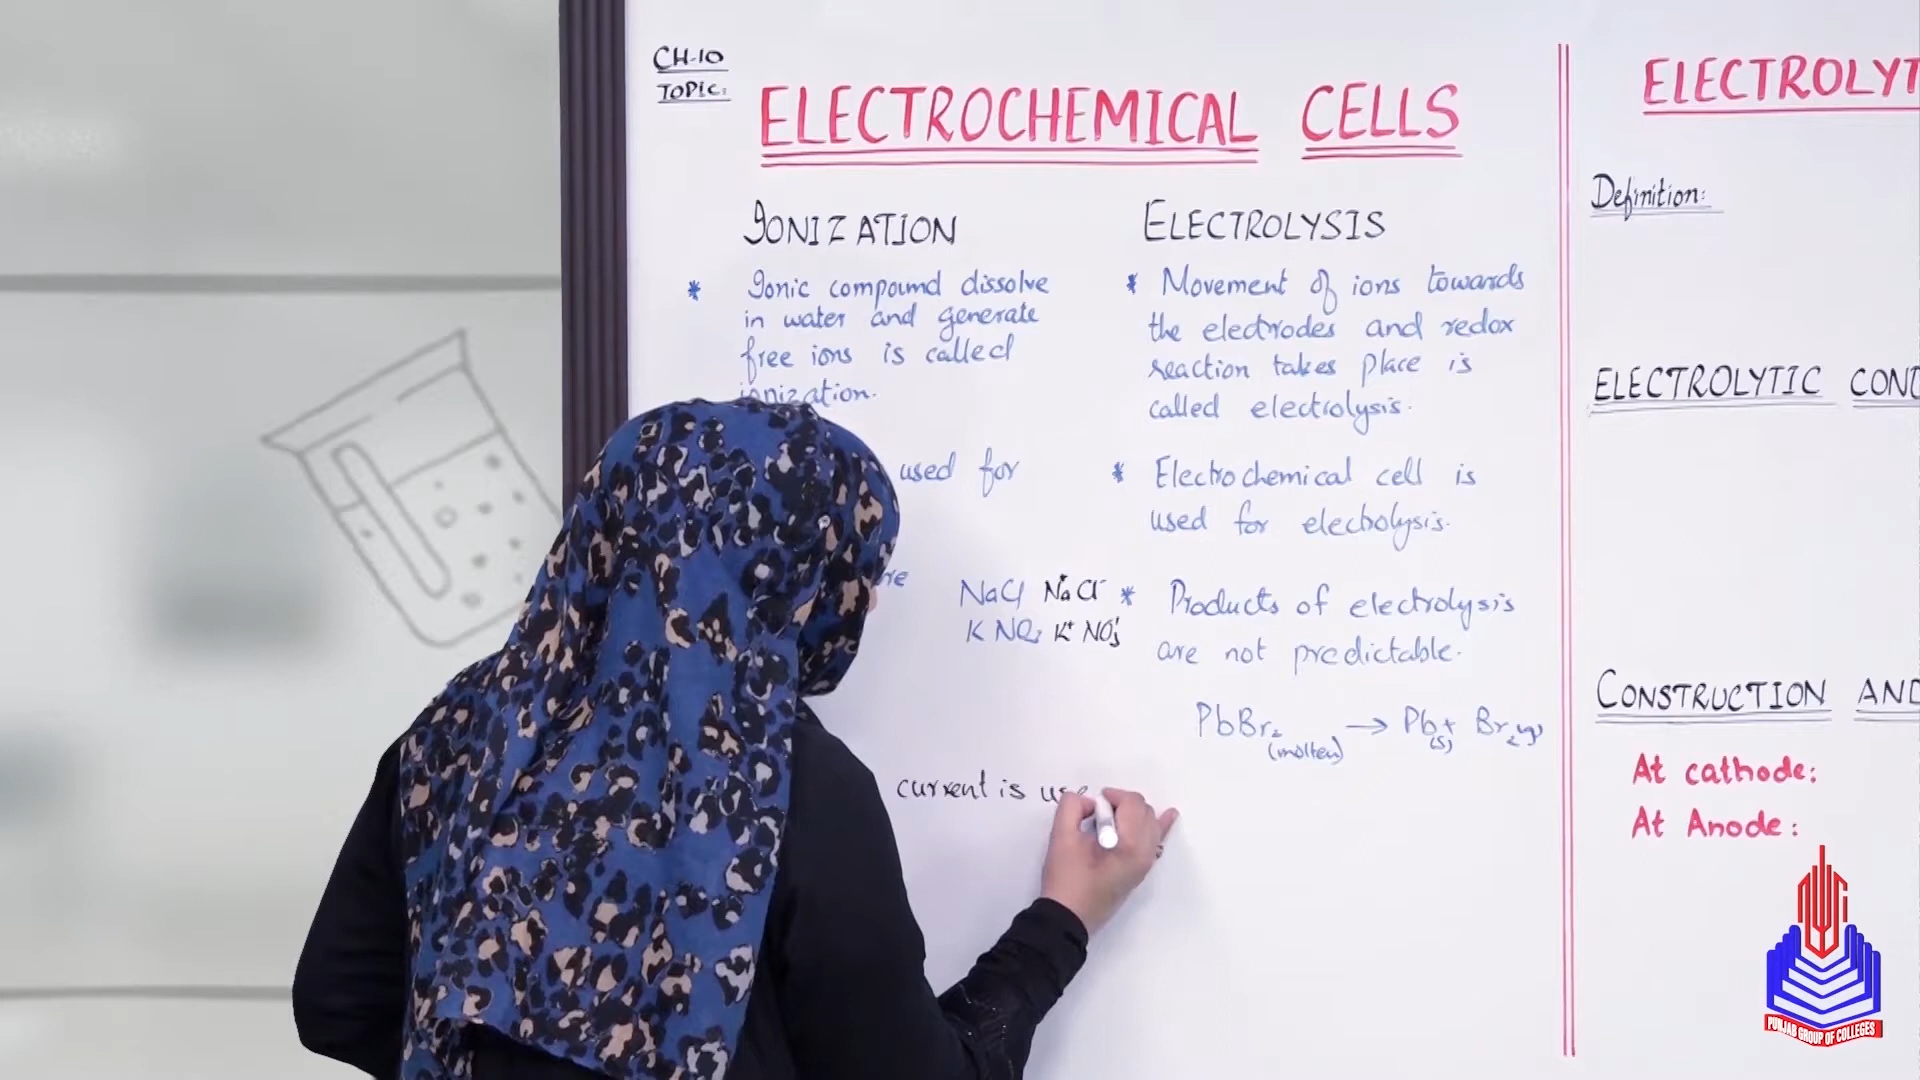 CH-10
TOPIC:
ELECTROCHEMICAL CELLS
IONIZATION
* Ionic compound dissolve
in water and generate
free ions is called
ionization.
used for
NaCl Na⁺Cl⁻
KNO₃ K⁺ NO₃⁻
current is use
ELECTROLYSIS
* Movement of ions towards
the electrodes and redox
reaction takes place is
called electrolysis.
* Electrochemical cell is
used for electrolysis.
* Products of electrolysis
are not predictable.
PbBr₂ (molten) → Pb(s) + Br₂(g)
ELECTROLYT
Definition:
ELECTROLYTIC COND
CONSTRUCTION AND
At cathode:
At Anode:
PUNJAB GROUP OF COLLEGES